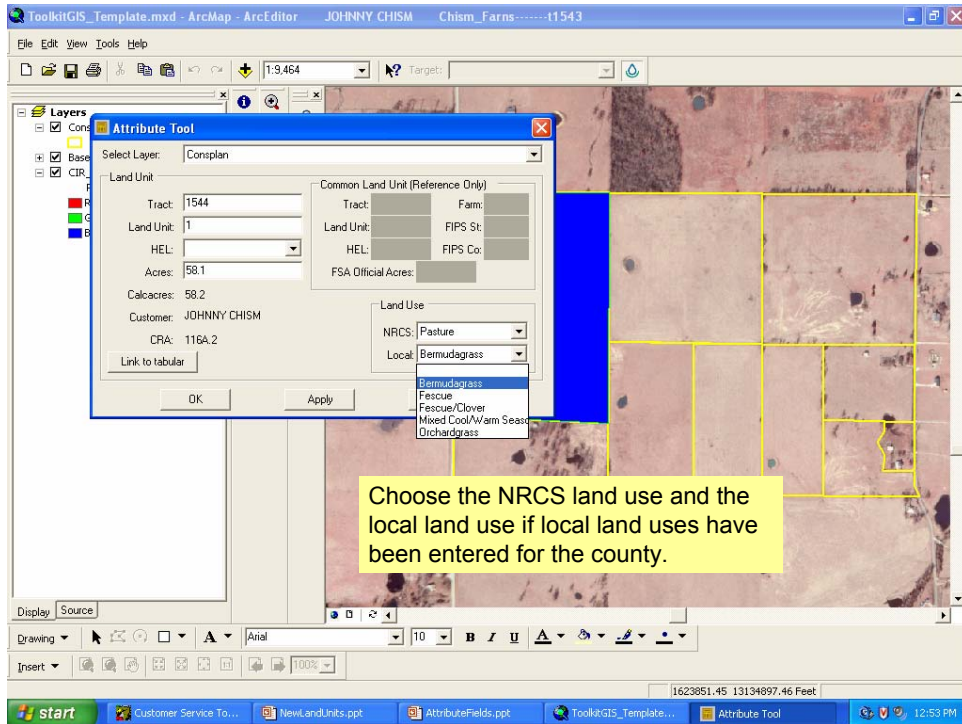 ToolkitGIS_Template.mxd - ArcMap - ArcEditor JOHNNY CHISM Chism_Farns-------t1543
File Edit View Tools Help
1:9,464 Target:
Layers
Cons
Base
CIR_
R
G
B
Attribute Tool
Select Layer: Consplan
Land Unit
Tract: 1544
Land Unit: 1
HEL:
Acres: 58.1
Calcacres: 58.2
Customer: JOHNNY CHISM
CRA: 116A.2
Link to tabular
Common Land Unit (Reference Only)
Tract: Farm:
Land Unit: FIPS St:
HEL: FIPS Co:
FSA Official Acres:
Land Use
NRCS: Pasture
Local: Bermudagrass
Bermudagrass
Fescue
Fescue/Clover
Mixed Cool/Warm Seaso
Orchardgrass
OK Apply
Choose the NRCS land use and the
local land use if local land uses have
been entered for the county.
Display Source
Drawing A Arial 10 B I U A
Insert 100%
1623851.45 13134897.46 Feet
start Customer Service To... NewLandUnits.ppt AttributeFields.ppt ToolkitGIS_Template... Attribute Tool 12:53 PM